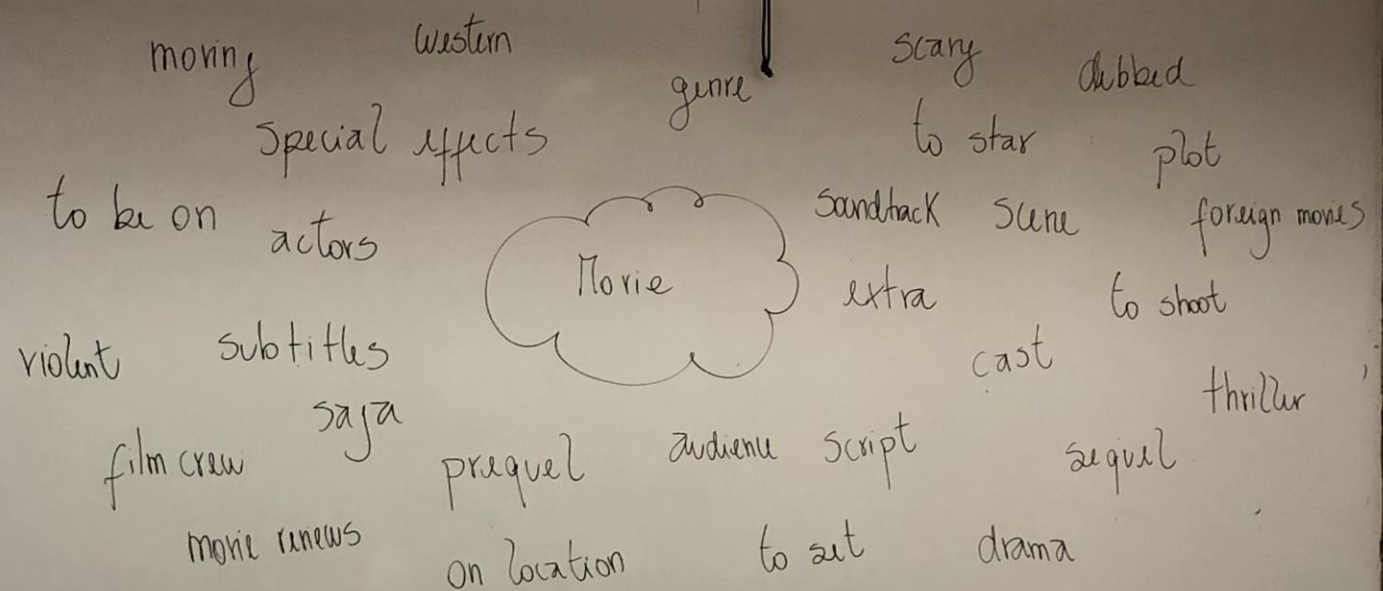 moving
western
genre
scary
dubbed
special effects
to star
plot
to be on
actors
soundtrack
scene
foreign movies
Movie
extra
to shoot
violent
subtitles
cast
thriller
saga
film crew
prequel
audience
script
sequel
movie reviews
on location
to set
drama